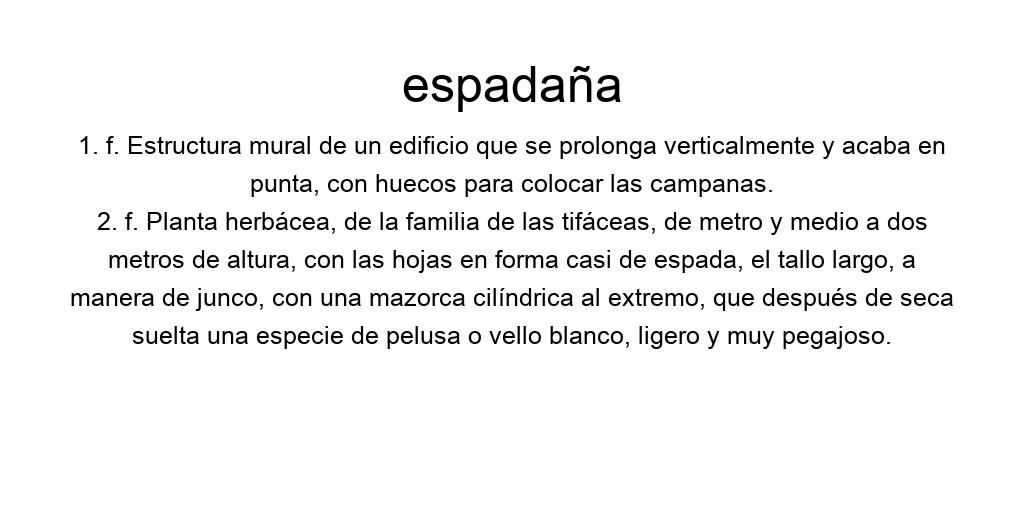 espadaña
1. f. Estructura mural de un edificio que se prolonga verticalmente y acaba en
punta, con huecos para colocar las campanas.
2. f. Planta herbácea, de la familia de las tifáceas, de metro y medio a dos
metros de altura, con las hojas en forma casi de espada, el tallo largo, a
manera de junco, con una mazorca cilíndrica al extremo, que después de seca
suelta una especie de pelusa o vello blanco, ligero y muy pegajoso.